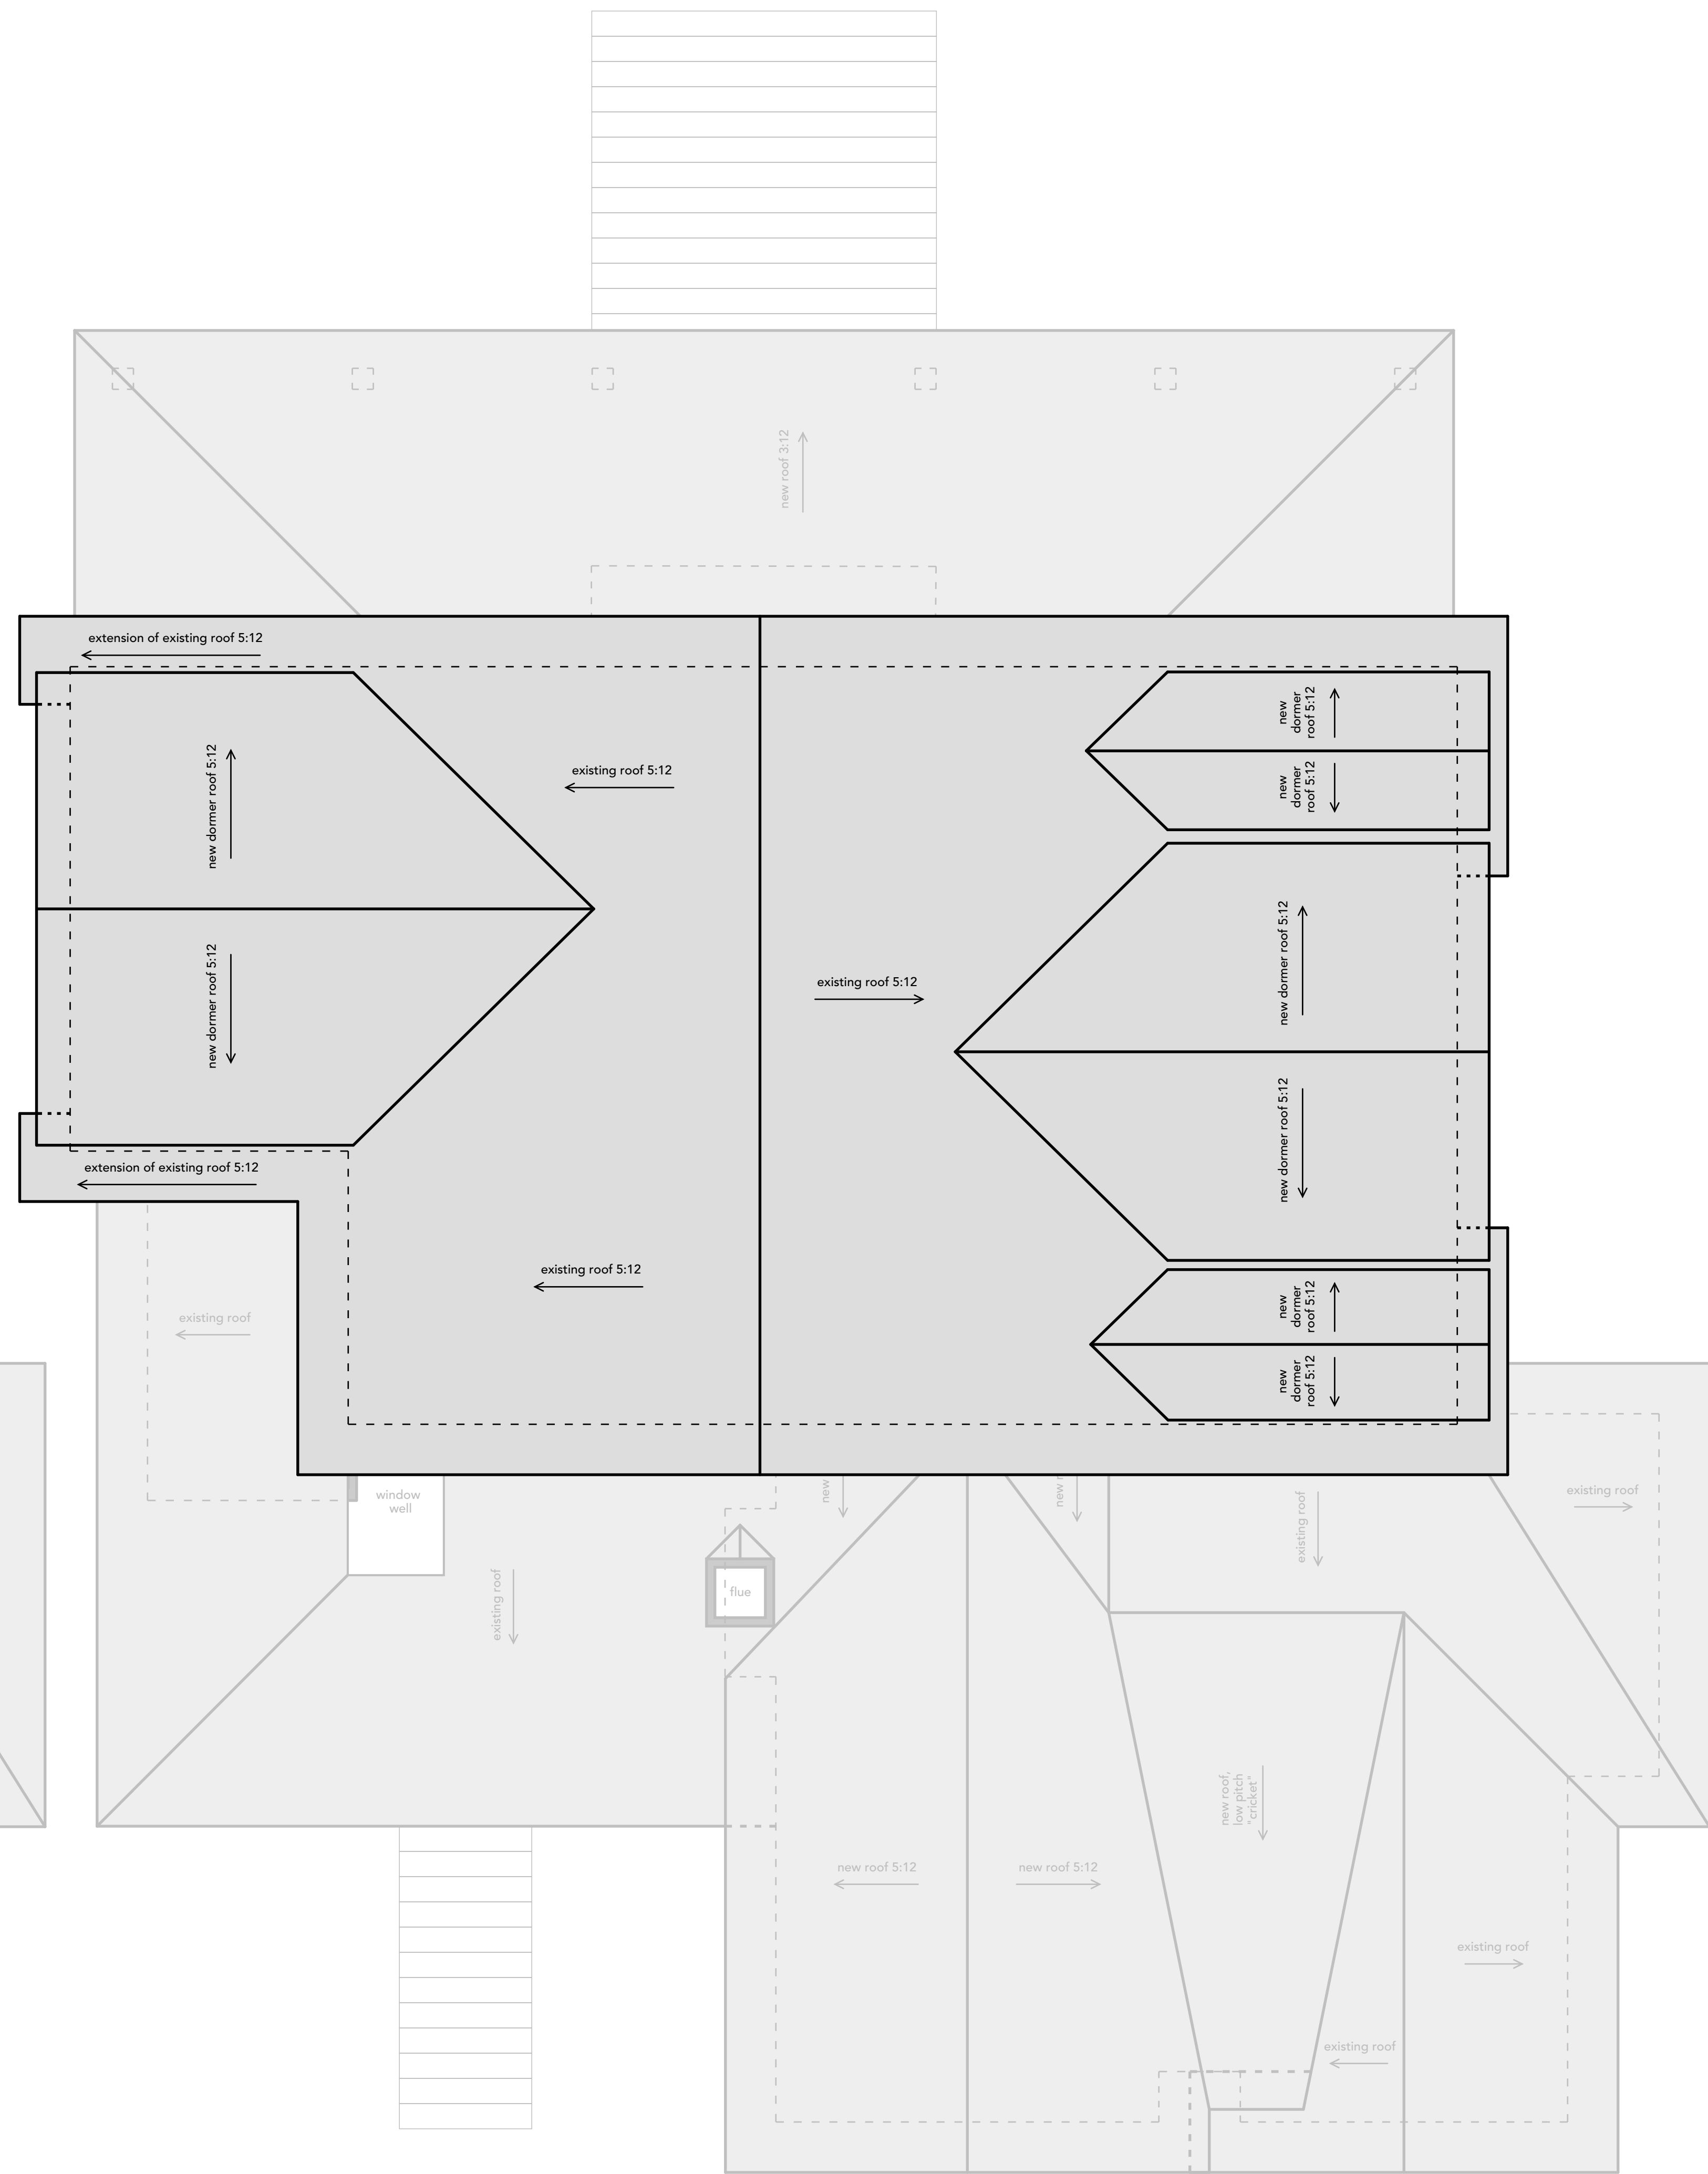 new roof 3:12
extension of existing roof 5:12
new
dormer
roof 5:12
new dormer roof 5:12
existing roof 5:12
new
dormer
roof 5:12
existing roof 5:12
new dormer roof 5:12
new dormer roof 5:12
new dormer roof 5:12
extension of existing roof 5:12
existing roof 5:12
new
dormer
roof 5:12
existing roof
new
dormer
roof 5:12
window
well
new
new
existing roof
existing roof
flue
existing roof
new roof,
low pitch
"cricket"
new roof 5:12
new roof 5:12
existing roof
existing roof